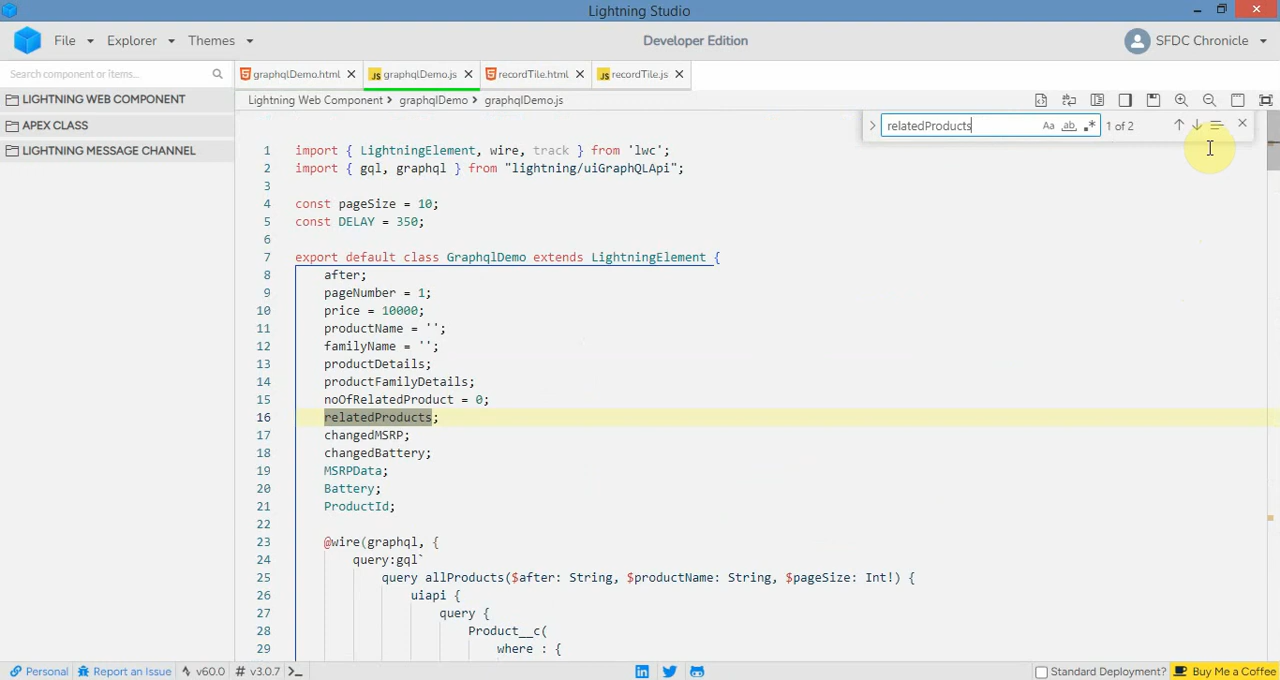 Lightning Studio
File Explorer Themes Developer Edition SFDC Chronicle
Search component or items...
graphqlDemo.html graphqlDemo.js recordTile.html recordTile.js
LIGHTNING WEB COMPONENT
APEX CLASS
LIGHTNING MESSAGE CHANNEL
Lightning Web Component > graphqlDemo > graphqlDemo.js
relatedProducts Aa ab .* 1 of 2
1 import { LightningElement, wire, track } from 'lwc';
2 import { gql, graphql } from "lightning/uiGraphQLApi";
3
4 const pageSize = 10;
5 const DELAY = 350;
6
7 export default class GraphqlDemo extends LightningElement {
8 after;
9 pageNumber = 1;
10 price = 10000;
11 productName = '';
12 familyName = '';
13 productDetails;
14 productFamilyDetails;
15 noOfRelatedProduct = 0;
16 relatedProducts;
17 changedMSRP;
18 changedBattery;
19 MSRPData;
20 Battery;
21 ProductId;
22
23 @wire(graphql, {
24 query:gql`
25 query allProducts($after: String, $productName: String, $pageSize: Int!) {
26 uiapi {
27 query {
28 Product__c(
29 where : {
Personal Report an Issue v60.0 # v3.0.7 Standard Deployment? Buy Me a Coffee